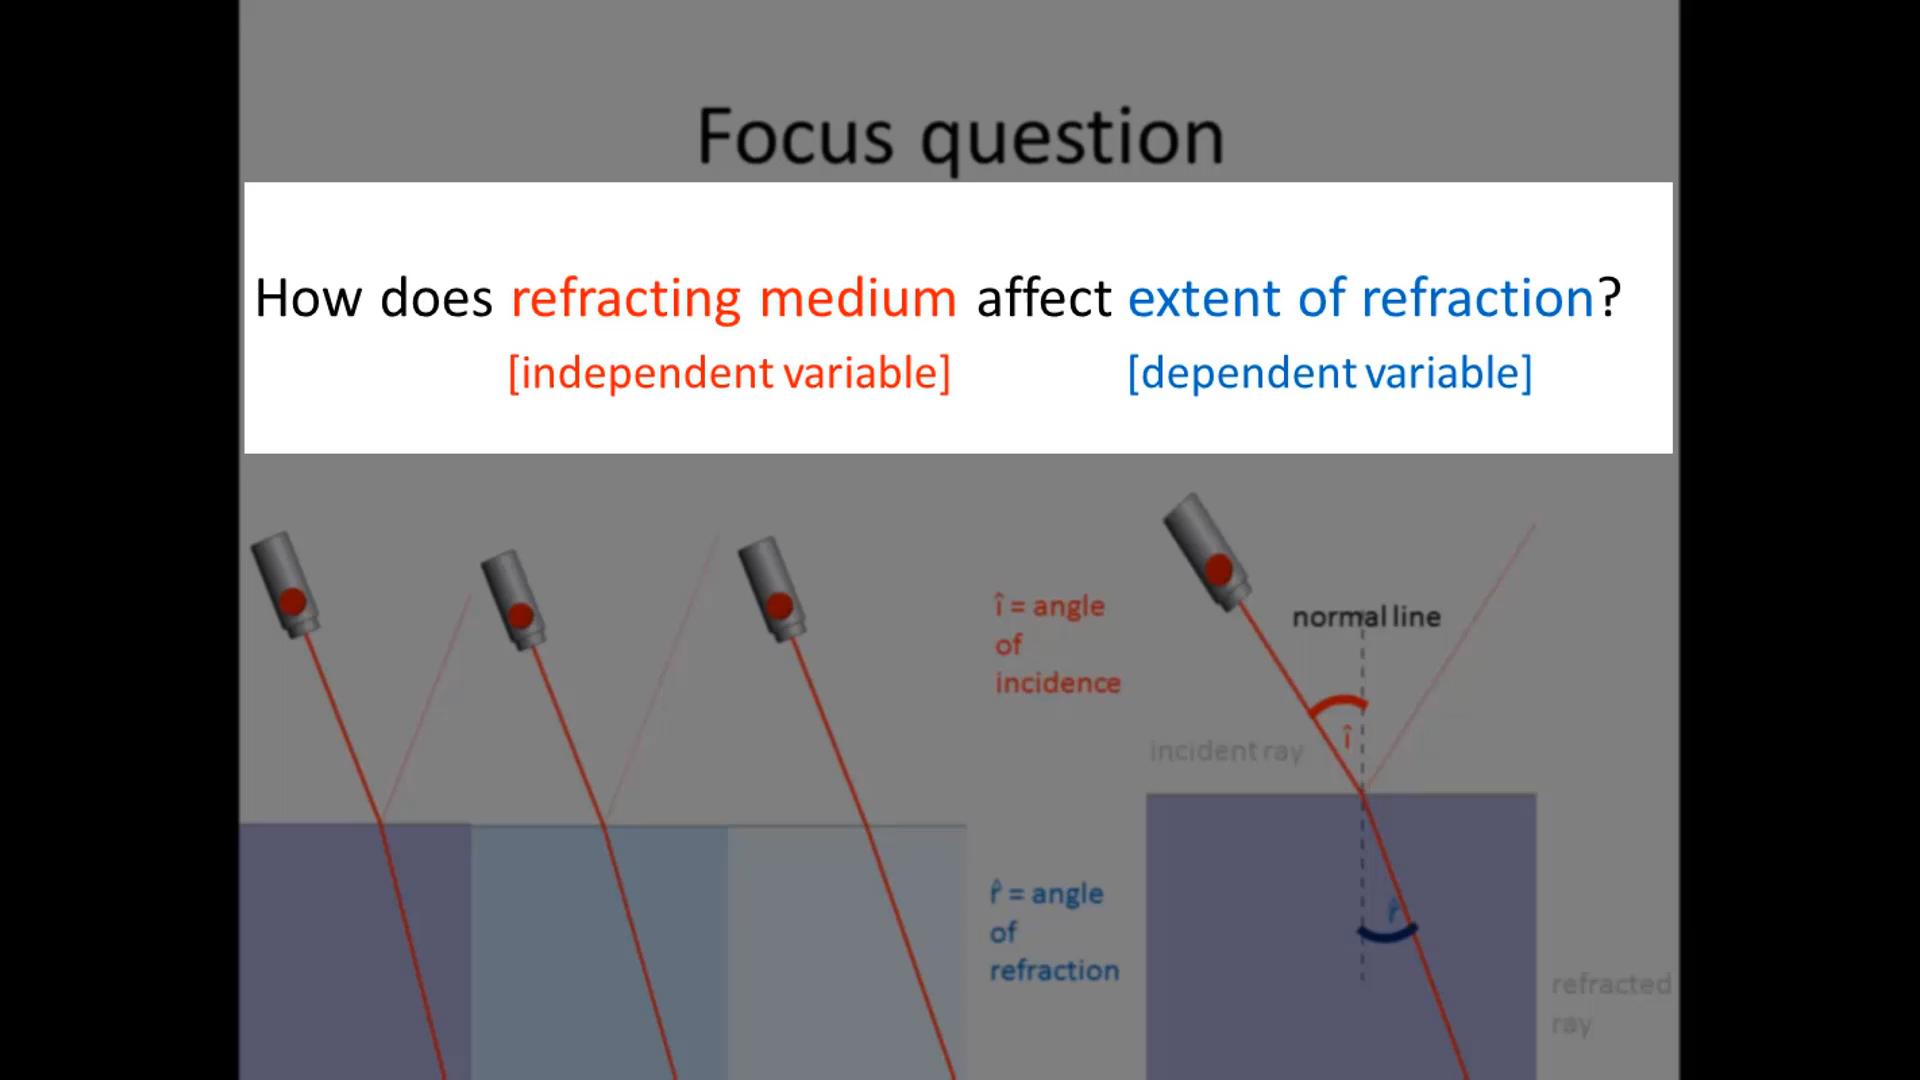 Focus question
How does refracting medium affect extent of refraction?
[independent variable] [dependent variable]
î = angle
of
incidence
normal line
î
incident ray
r̂ = angle
of
refraction
r̂
refracted
ray